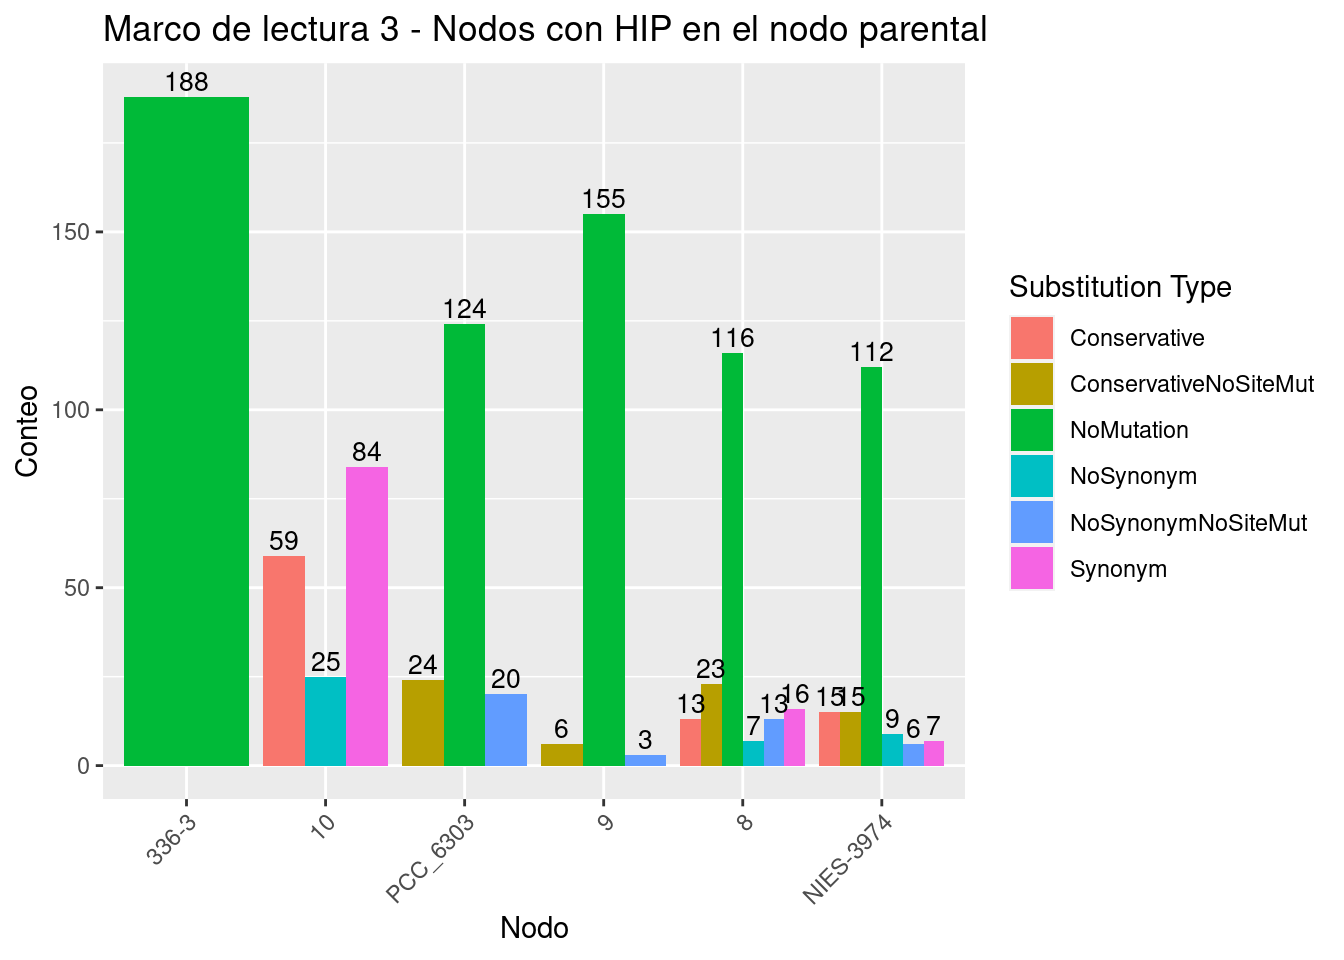 Marco de lectura 3 - Nodos con HIP en el nodo parental
188
155
124
116
112
84
59
25
24
20
6
3
13
23
7
13
16
15
15
9
6
7
150
100
50
0
Conteo
336-3
10
PCC_6303
9
8
NIES-3974
Nodo
Substitution Type
Conservative
ConservativeNoSiteMut
NoMutation
NoSynonym
NoSynonymNoSiteMut
Synonym